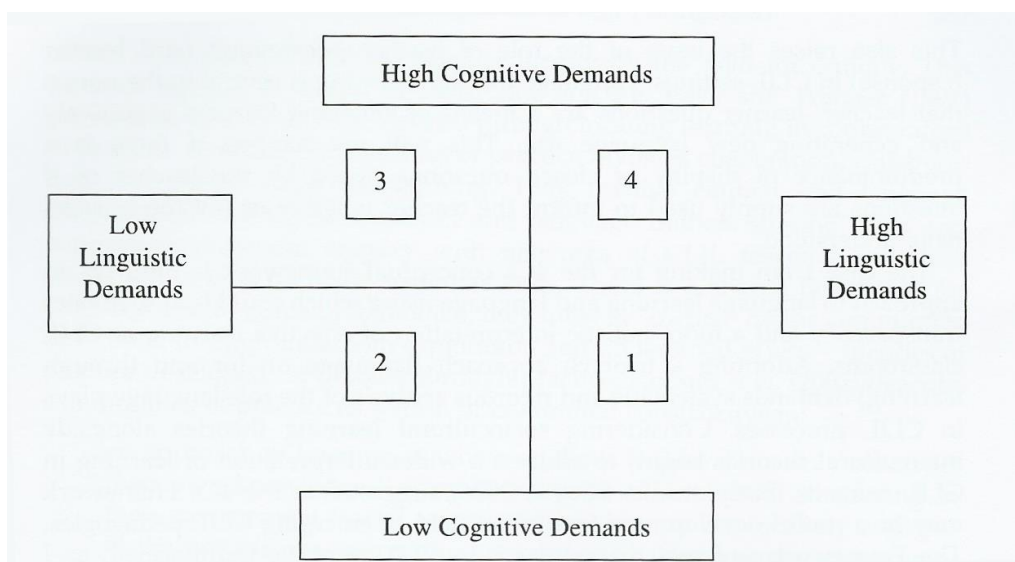 High Cognitive Demands
3
4
Low
Linguistic
Demands
High
Linguistic
Demands
2
1
Low Cognitive Demands